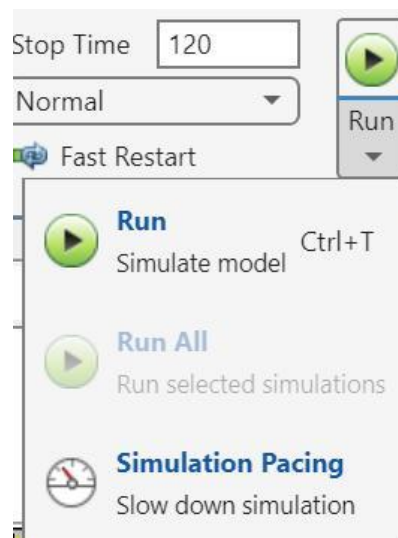 Stop Time 120
Normal
Run
Fast Restart
Run Ctrl+T
Simulate model
Run All
Run selected simulations
Simulation Pacing
Slow down simulation